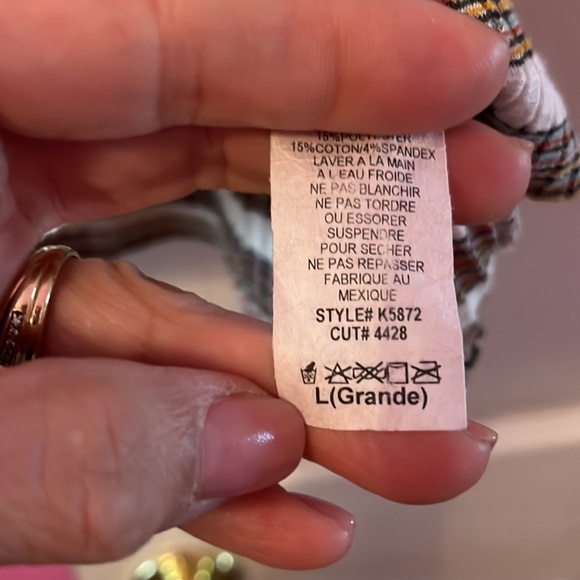 15%COTON/4%SPANDEX
LAVER A LA MAIN
A L EAU FROIDE
NE PAS BLANCHIR
NE PAS TORDRE
OU ESSORER
SUSPENDRE
POUR SECHER
NE PAS REPASSER
FABRIQUE AU
MEXIQUE
STYLE# K5872
CUT# 4428
L(Grande)